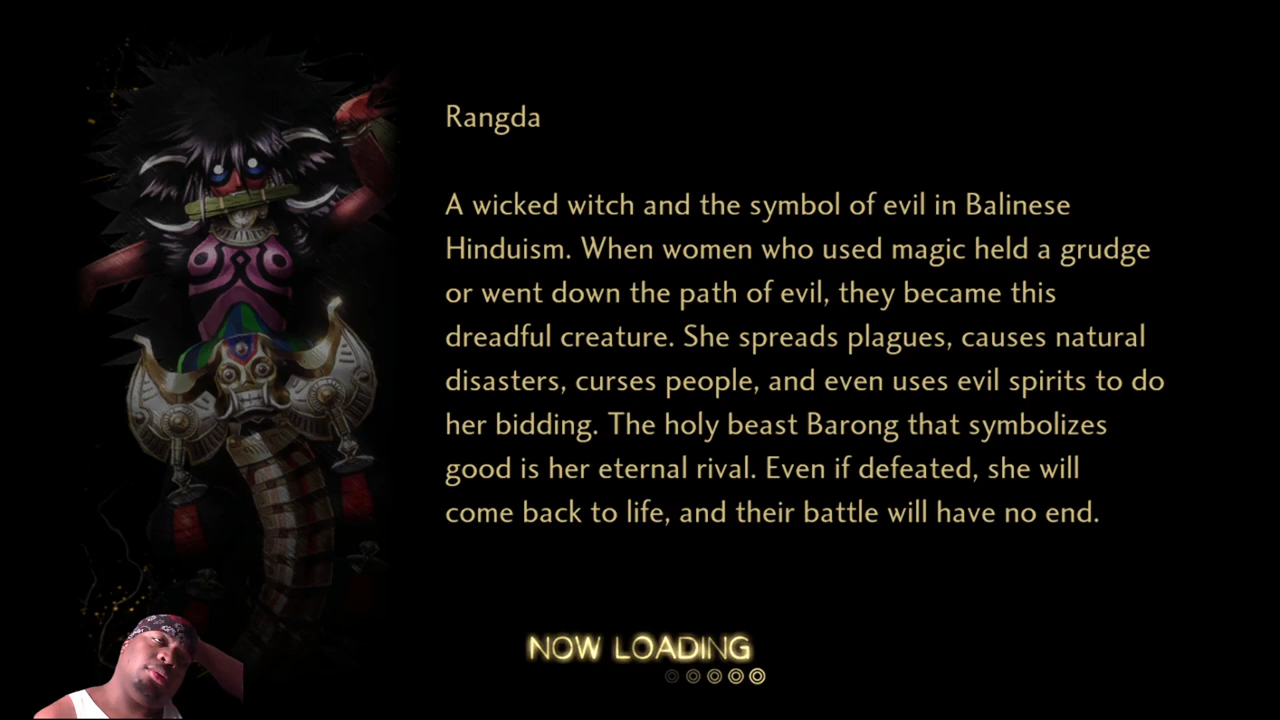 Rangda
A wicked witch and the symbol of evil in Balinese
Hinduism. When women who used magic held a grudge
or went down the path of evil, they became this
dreadful creature. She spreads plagues, causes natural
disasters, curses people, and even uses evil spirits to do
her bidding. The holy beast Barong that symbolizes
good is her eternal rival. Even if defeated, she will
come back to life, and their battle will have no end.
NOW LOADING